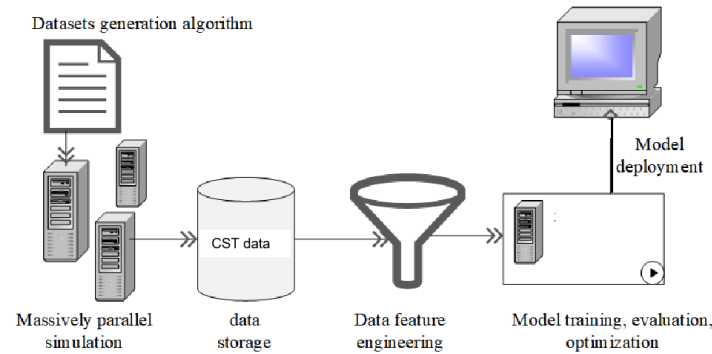 Datasets generation algorithm
Model
deployment
CST data
:
Massively parallel
simulation
data
storage
Data feature
engineering
Model training, evaluation,
optimization